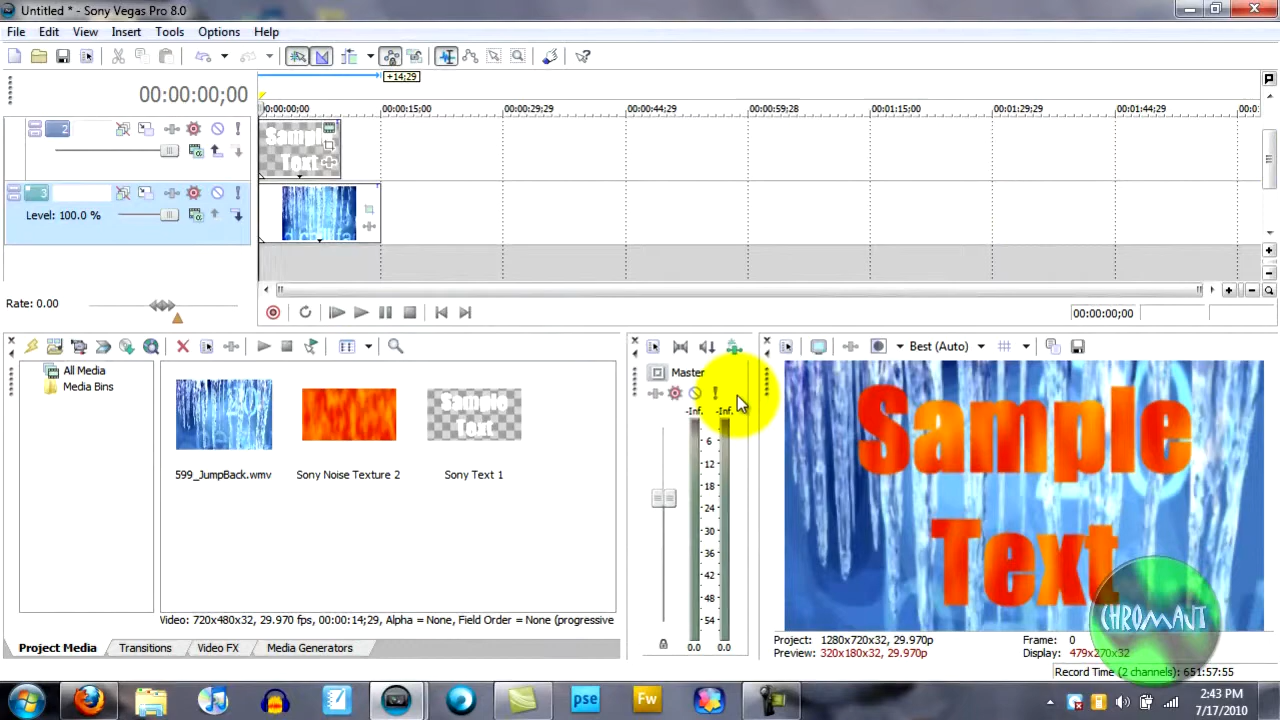 Untitled * - Sony Vegas Pro 8.0
File Edit View Insert Tools Options Help
+14;29
00:00:00;00
00:00:00;00 00:00:15;00 00:00:29;29 00:00:44;29 00:00:59;28 00:01:15;00 00:01:29;29 00:01:44;29 00:0
2
Sample
Text
3
Level: 100.0 %
Rate: 0.00
00:00:00;00
All Media
Media Bins
Sample
Text
599_JumpBack.wmv Sony Noise Texture 2 Sony Text 1
Video: 720x480x32, 29.970 fps, 00:00:14;29, Alpha = None, Field Order = None (progressive
Project Media Transitions Video FX Media Generators
Master
-Inf. -Inf.
6
12
18
24
30
36
42
48
54
0.0 0.0
Best (Auto)
Sample
Text
CHROMANT
Project: 1280x720x32, 29.970p Frame: 0
Preview: 320x180x32, 29.970p Display: 479x270x32
Record Time (2 channels): 651:57:55
pse Fw
2:43 PM
7/17/2010